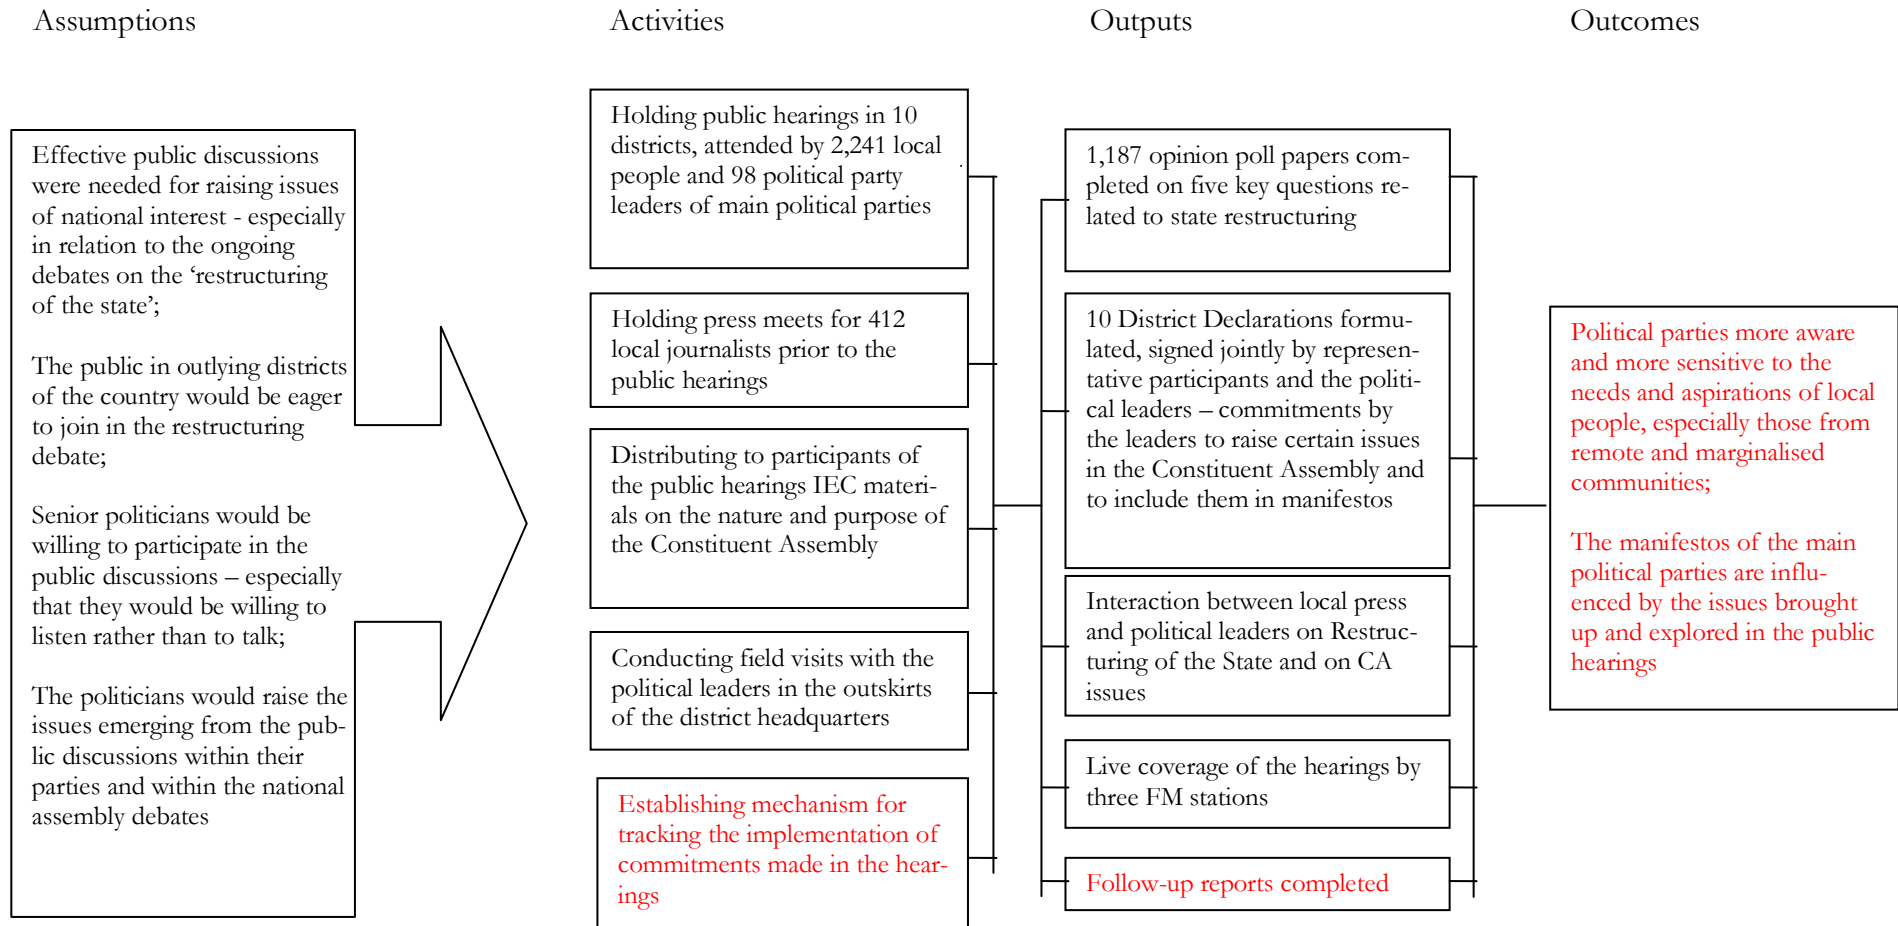 Assumptions
Activities
Outputs
Outcomes
Effective public discussions
were needed for raising issues
of national interest - especially
in relation to the ongoing
debates on the ‘restructuring
of the state’;
The public in outlying districts
of the country would be eager
to join in the restructuring
debate;
Senior politicians would be
willing to participate in the
public discussions – especially
that they would be willing to
listen rather than to talk;
The politicians would raise the
issues emerging from the pub-
lic discussions within their
parties and within the national
assembly debates
Holding public hearings in 10
districts, attended by 2,241 local
people and 98 political party
leaders of main political parties
Holding press meets for 412
local journalists prior to the
public hearings
Distributing to participants of
the public hearings IEC materi-
als on the nature and purpose of
the Constituent Assembly
Conducting field visits with the
political leaders in the outskirts
of the district headquarters
Establishing mechanism for
tracking the implementation of
commitments made in the hear-
ings
1,187 opinion poll papers com-
pleted on five key questions re-
lated to state restructuring
10 District Declarations formu-
lated, signed jointly by represen-
tative participants and the politi-
cal leaders – commitments by
the leaders to raise certain issues
in the Constituent Assembly and
to include them in manifestos
Interaction between local press
and political leaders on Restruc-
turing of the State and on CA
issues
Live coverage of the hearings by
three FM stations
Follow-up reports completed
Political parties more aware
and more sensitive to the
needs and aspirations of local
people, especially those from
remote and marginalised
communities;
The manifestos of the main
political parties are influ-
enced by the issues brought
up and explored in the public
hearings